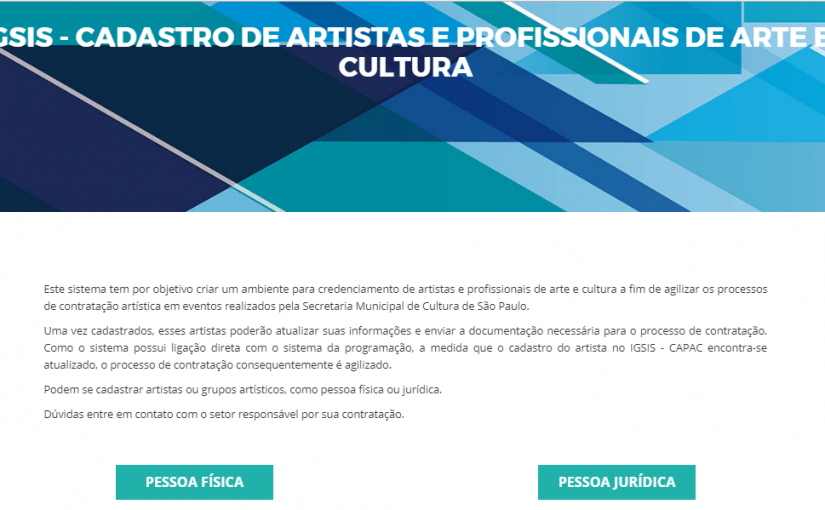 GSIS - CADASTRO DE ARTISTAS E PROFISSIONAIS DE ARTE E
CULTURA
Este sistema tem por objetivo criar um ambiente para credenciamento de artistas e profissionais de arte e cultura a fim de agilizar os processos
de contratação artística em eventos realizados pela Secretaria Municipal de Cultura de São Paulo.
Uma vez cadastrados, esses artistas poderão atualizar suas informações e enviar a documentação necessária para o processo de contratação.
Como o sistema possui ligação direta com o sistema da programação, a medida que o cadastro do artista no IGSIS - CAPAC encontra-se
atualizado, o processo de contratação consequentemente é agilizado.
Podem se cadastrar artistas ou grupos artísticos, como pessoa física ou jurídica.
Dúvidas entre em contato com o setor responsável por sua contratação.
PESSOA FÍSICA
PESSOA JURÍDICA